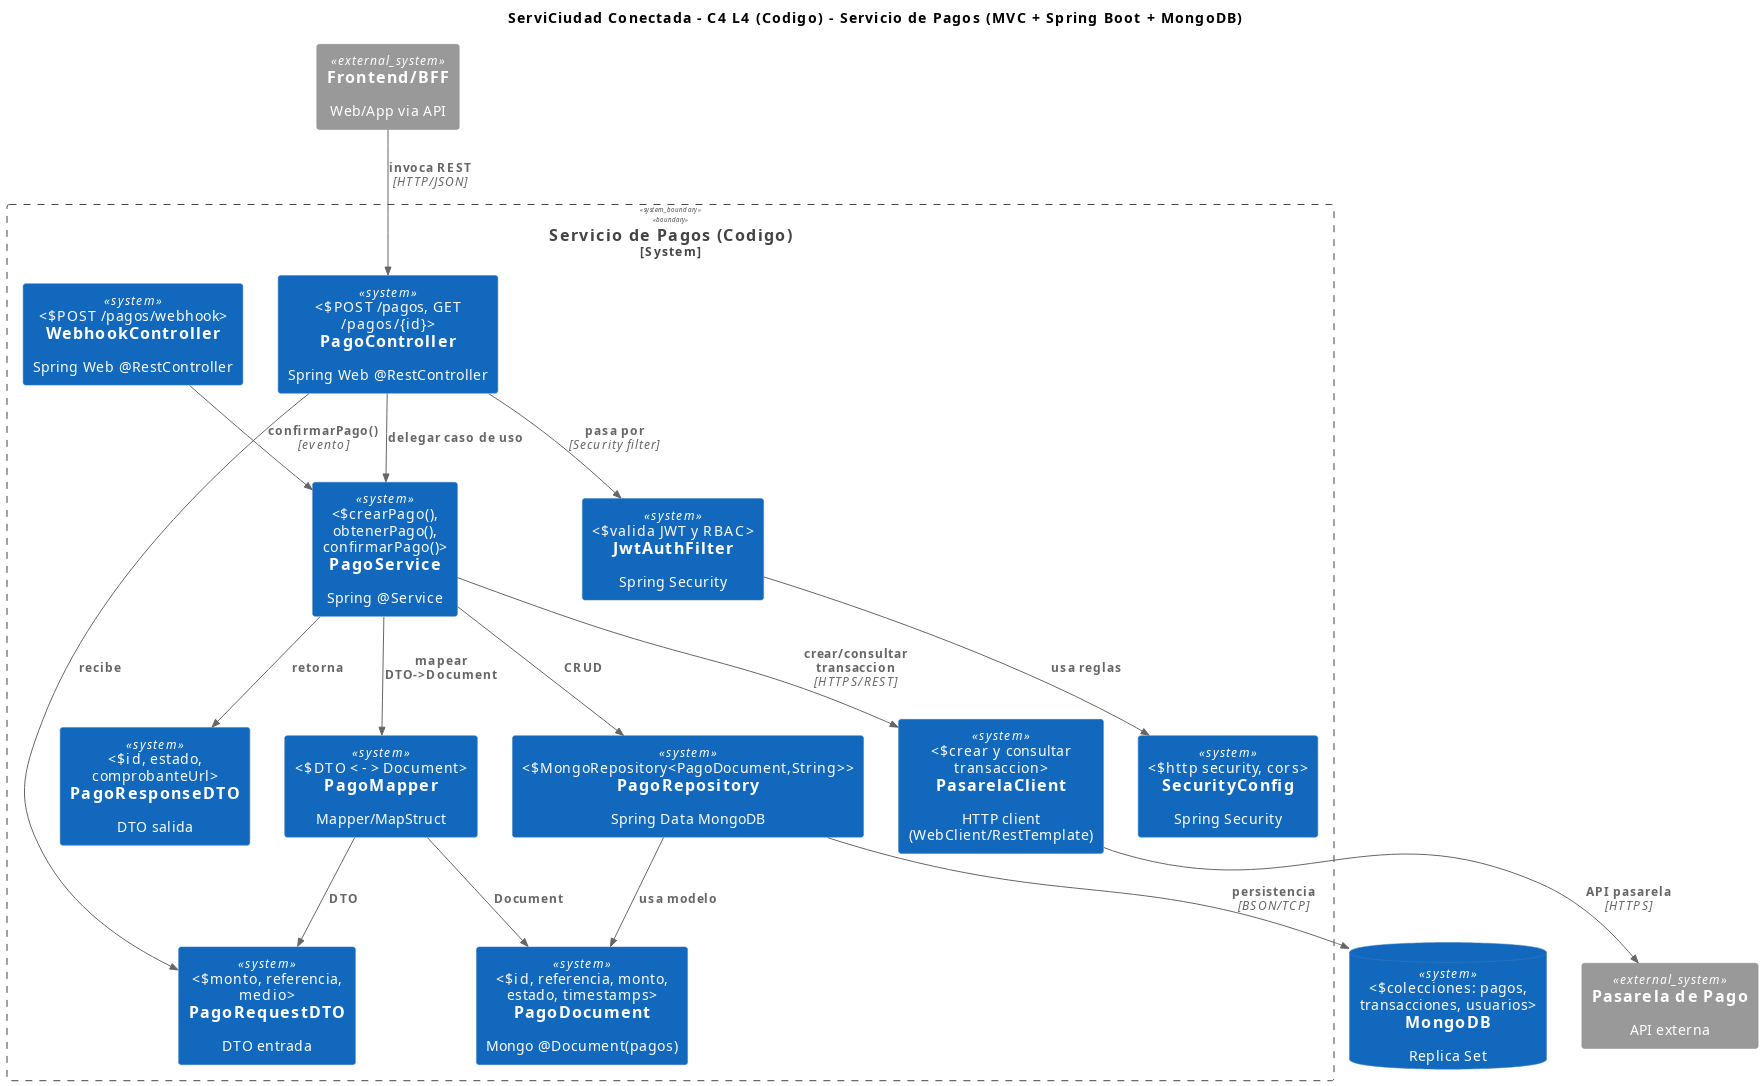 ServiCiudad Conectada - C4 L4 (Codigo) - Servicio de Pagos (MVC + Spring Boot + MongoDB)
«external_system»
Frontend/BFF
Web/App via API
invoca REST
[HTTP/JSON]
«system_boundary»
«boundary»
Servicio de Pagos (Codigo)
[System]
«system»
<$POST /pagos/webhook>
WebhookController
Spring Web @RestController
«system»
<$POST /pagos, GET
/pagos/{id}>
PagoController
Spring Web @RestController
confirmarPago()
[evento]
delegar caso de uso
pasa por
[Security filter]
«system»
<$crearPago(),
obtenerPago(),
confirmarPago()>
PagoService
Spring @Service
«system»
<$valida JWT y RBAC>
JwtAuthFilter
Spring Security
recibe
retorna
mapear
DTO->Document
CRUD
crear/consultar
transaccion
[HTTPS/REST]
usa reglas
«system»
<$id, estado,
comprobanteUrl>
PagoResponseDTO
DTO salida
«system»
<$DTO <-> Document>
PagoMapper
Mapper/MapStruct
«system»
<$MongoRepository<PagoDocument,String>>
PagoRepository
Spring Data MongoDB
«system»
<$crear y consultar
transaccion>
PasarelaClient
HTTP client
(WebClient/RestTemplate)
«system»
<$http security, cors>
SecurityConfig
Spring Security
DTO
Document
usa modelo
persistencia
[BSON/TCP]
API pasarela
[HTTPS]
«system»
<$monto, referencia,
medio>
PagoRequestDTO
DTO entrada
«system»
<$id, referencia, monto,
estado, timestamps>
PagoDocument
Mongo @Document(pagos)
«system»
<$colecciones: pagos,
transacciones, usuarios>
MongoDB
Replica Set
«external_system»
Pasarela de Pago
API externa